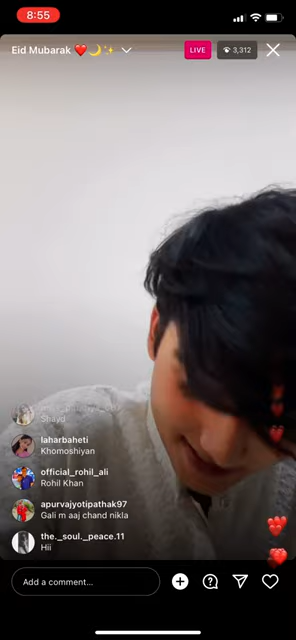 8:55
Eid Mubarak ❤️🌙✨
LIVE
3,312
Shayd
laharbaheti
Khomoshiyan
official_rohil_ali
Rohil Khan
apurvajyotipathak97
Gali m aaj chand nikla
the._soul._peace.11
Hii
Add a comment...